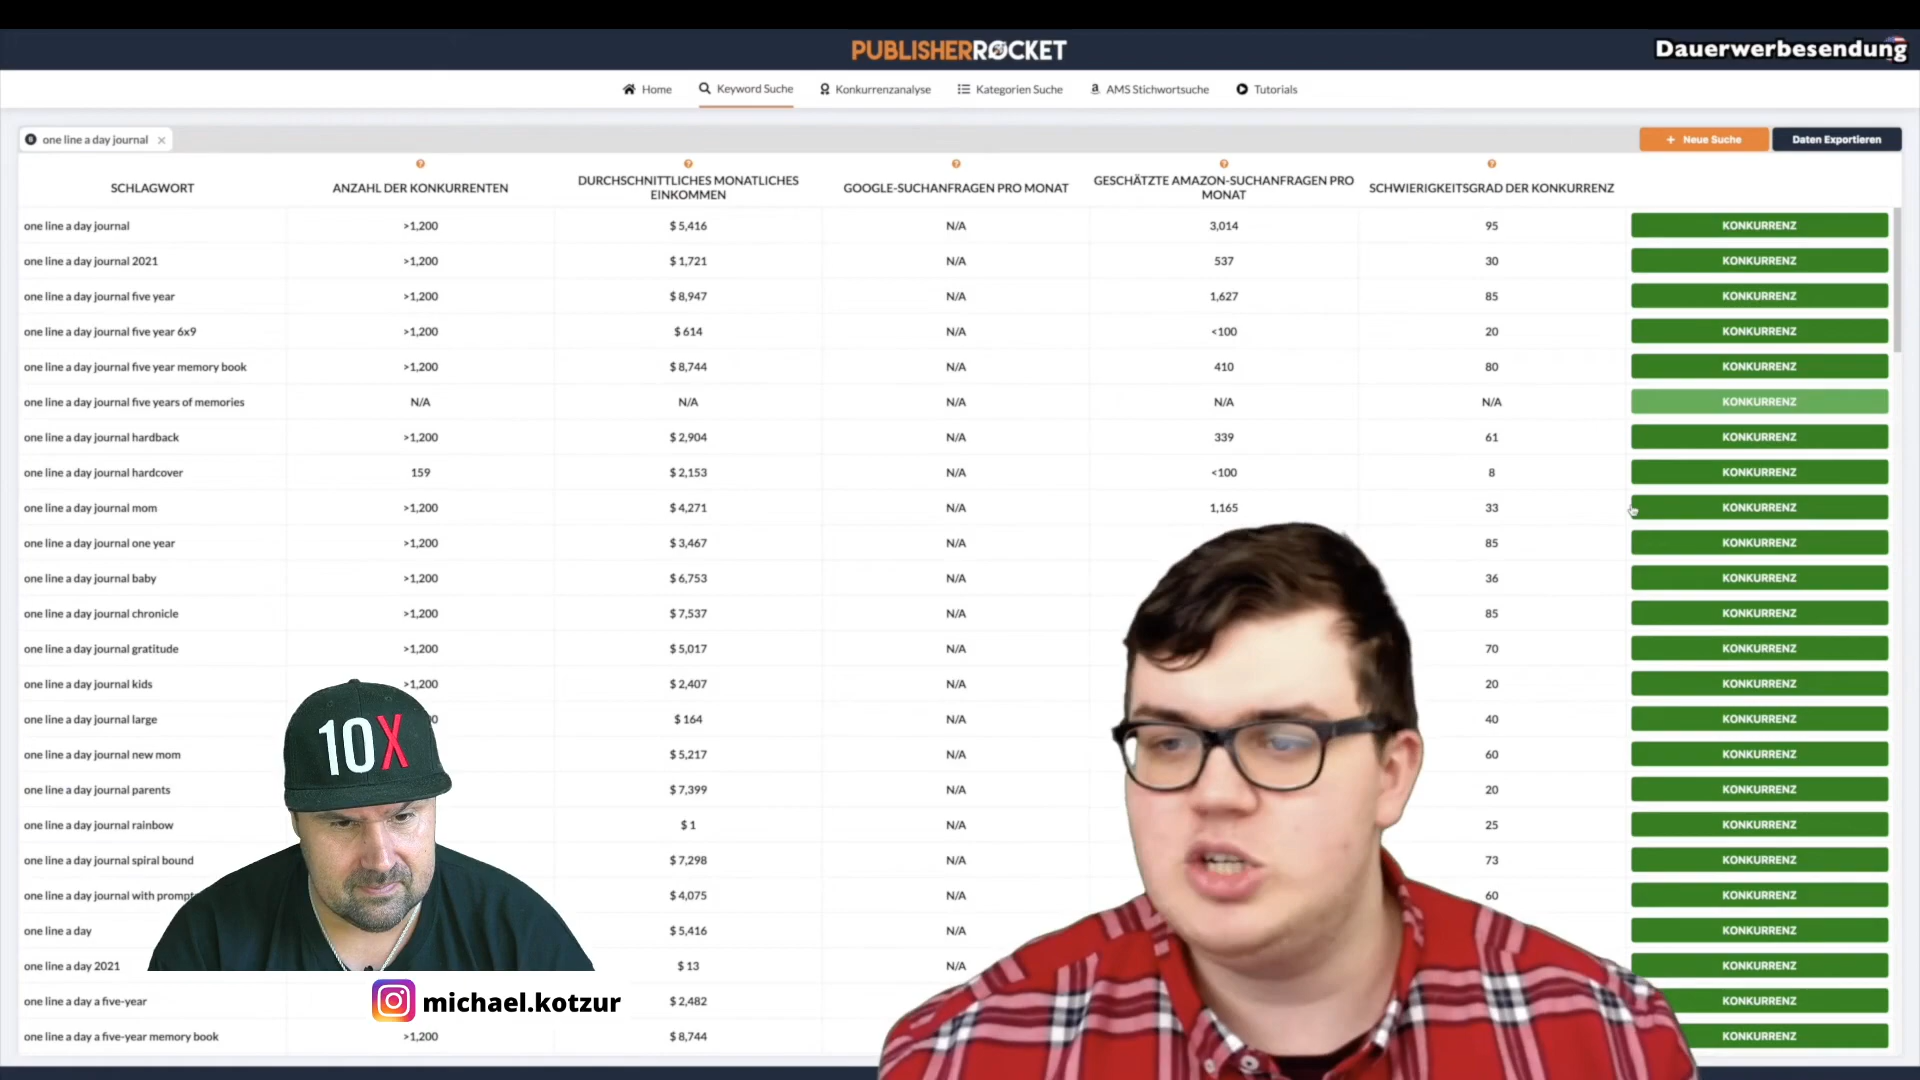 PUBLISHERROCKET
Dauerwerbesendung
Home Keyword Suche Konkurrenzanalyse Kategorien Suche AMS Stichwortsuche Tutorials
one line a day journal
+ Neue Suche
Daten Exportieren
SCHLAGWORT ANZAHL DER KONKURRENTEN DURCHSCHNITTLICHES MONATLICHES EINKOMMEN GOOGLE-SUCHANFRAGEN PRO MONAT GESCHÄTZTE AMAZON-SUCHANFRAGEN PRO MONAT SCHWIERIGKEITSGRAD DER KONKURRENZ
one line a day journal >1,200 $ 5,416 N/A 3,014 95 KONKURRENZ
one line a day journal 2021 >1,200 $ 1,721 N/A 537 30 KONKURRENZ
one line a day journal five year >1,200 $ 8,947 N/A 1,627 85 KONKURRENZ
one line a day journal five year 6x9 >1,200 $ 614 N/A <100 20 KONKURRENZ
one line a day journal five year memory book >1,200 $ 8,744 N/A 410 80 KONKURRENZ
one line a day journal five years of memories N/A N/A N/A N/A N/A KONKURRENZ
one line a day journal hardback >1,200 $ 2,904 N/A 339 61 KONKURRENZ
one line a day journal hardcover 159 $ 2,153 N/A <100 8 KONKURRENZ
one line a day journal mom >1,200 $ 4,271 N/A 1,165 33 KONKURRENZ
one line a day journal one year >1,200 $ 3,467 N/A 85 KONKURRENZ
one line a day journal baby >1,200 $ 6,753 N/A 36 KONKURRENZ
one line a day journal chronicle >1,200 $ 7,537 N/A 85 KONKURRENZ
one line a day journal gratitude >1,200 $ 5,017 N/A 70 KONKURRENZ
one line a day journal kids >1,200 $ 2,407 N/A 20 KONKURRENZ
one line a day journal large $ 164 N/A 40 KONKURRENZ
one line a day journal new mom $ 5,217 N/A 60 KONKURRENZ
one line a day journal parents $ 7,399 N/A 20 KONKURRENZ
one line a day journal rainbow $ 1 N/A 25 KONKURRENZ
one line a day journal spiral bound $ 7,298 N/A 73 KONKURRENZ
one line a day journal with prompt $ 4,075 N/A 60 KONKURRENZ
one line a day $ 5,416 N/A KONKURRENZ
one line a day 2021 $ 13 N/A KONKURRENZ
one line a day a five-year $ 2,482 KONKURRENZ
one line a day a five-year memory book >1,200 $ 8,744 KONKURRENZ
10X
michael.kotzur